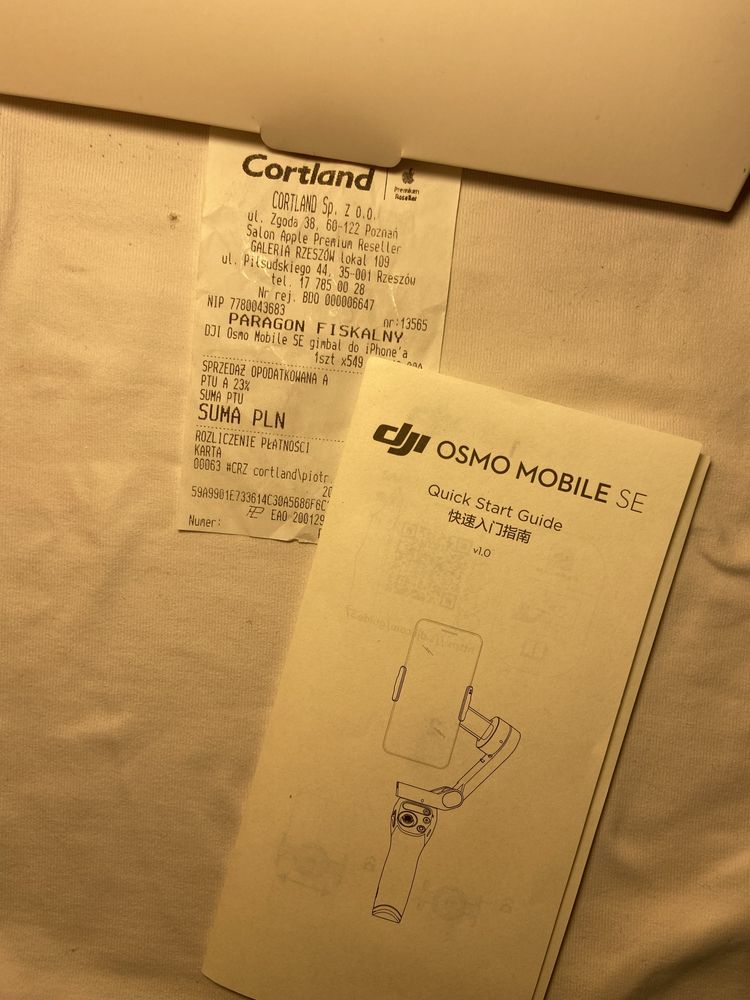 Cortland
Premium
Reseller
CORTLAND Sp. Z O.O.
ul. Zgoda 38, 60-122 Poznań
Salon Apple Premium Reseller
GALERIA RZESZÓW lokal 109
ul. Piłsudskiego 44, 35-001 Rzeszów
tel. 17 785 00 28
Nr rej. BDO 000006647
NIP 7780043683
nr:13565
PARAGON FISKALNY
DJI Osmo Mobile SE gimbal do iPhone'a
1szt x549
SPRZEDAŻ OPODATKOWANA A
PTU A 23%
SUMA PTU
SUMA PLN
ROZLICZENIE PŁATNOŚCI
KARTA
00063 #CRZ cortland\piotr.
20
59A9901E733614C30A5686F6C
EAO 200129
Numer:
dji OSMO MOBILE SE
Quick Start Guide
快速入门指南
v1.0